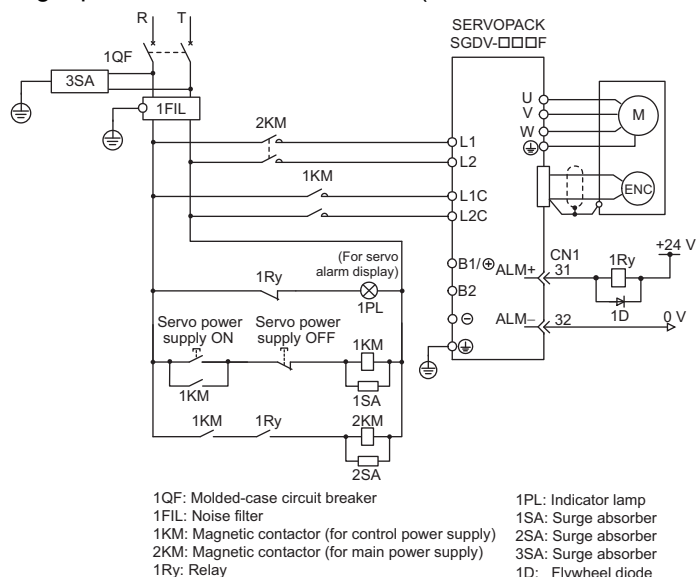 R T
SERVOPACK
SGDV-□□□F
1QF
3SA
1FIL
U
V
M
W
2KM
L1
L2
1KM
L1C
ENC
L2C
(For servo
alarm display)
1Ry
1PL
B1/⊕
ALM+
CN1
31
1Ry
+24 V
B2
1D
⊖
ALM−
32
0 V
Servo power
supply ON
Servo power
supply OFF
1KM
1KM
1SA
1KM
1Ry
2KM
2SA
1QF: Molded-case circuit breaker
1FIL: Noise filter
1KM: Magnetic contactor (for control power supply)
2KM: Magnetic contactor (for main power supply)
1Ry: Relay
1PL: Indicator lamp
1SA: Surge absorber
2SA: Surge absorber
3SA: Surge absorber
1D: Flywheel diode